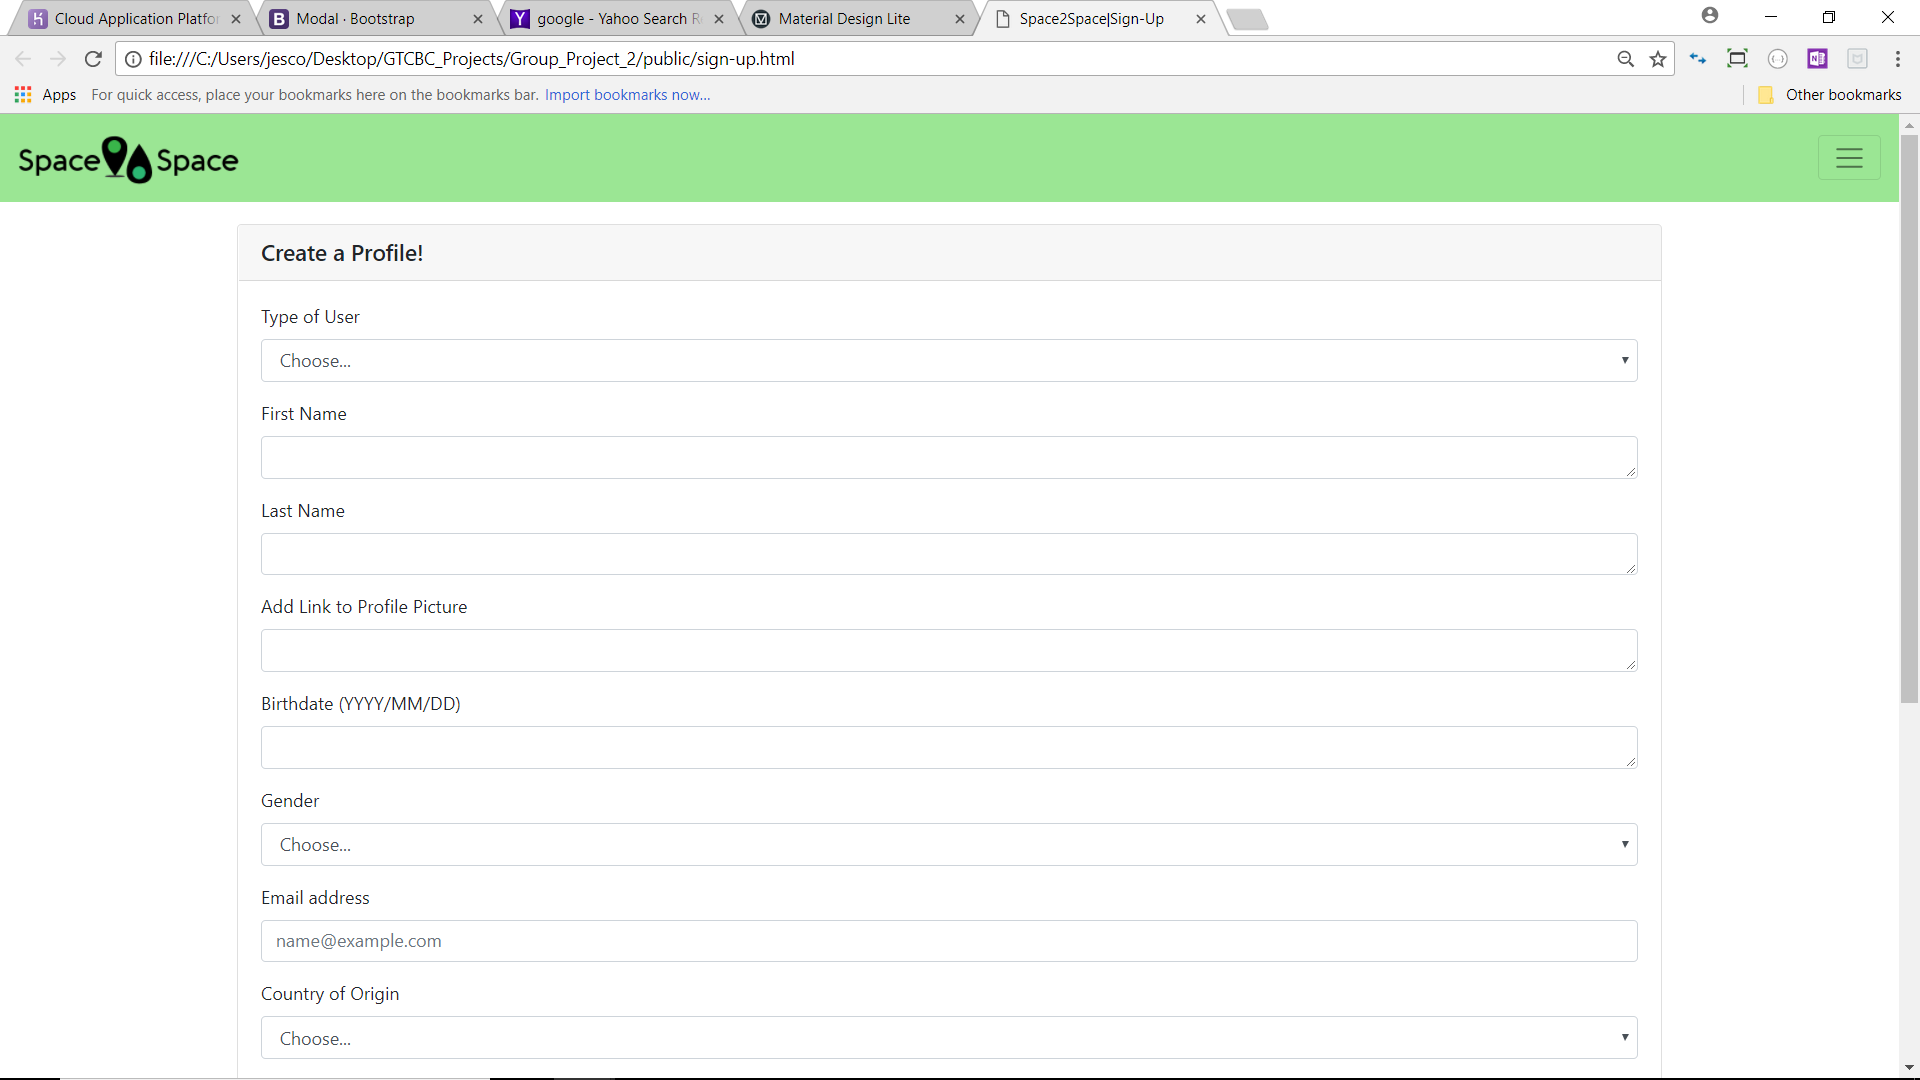 Cloud Application Platfo
Modal · Bootstrap
google - Yahoo Search R
Material Design Lite
Space2Space|Sign-Up
file:///C:/Users/jesco/Desktop/GTCBC_Projects/Group_Project_2/public/sign-up.html
Apps For quick access, place your bookmarks here on the bookmarks bar. Import bookmarks now... Other bookmarks
Space Space
Create a Profile!
Type of User
Choose...
First Name
Last Name
Add Link to Profile Picture
Birthdate (YYYY/MM/DD)
Gender
Choose...
Email address
name@example.com
Country of Origin
Choose...